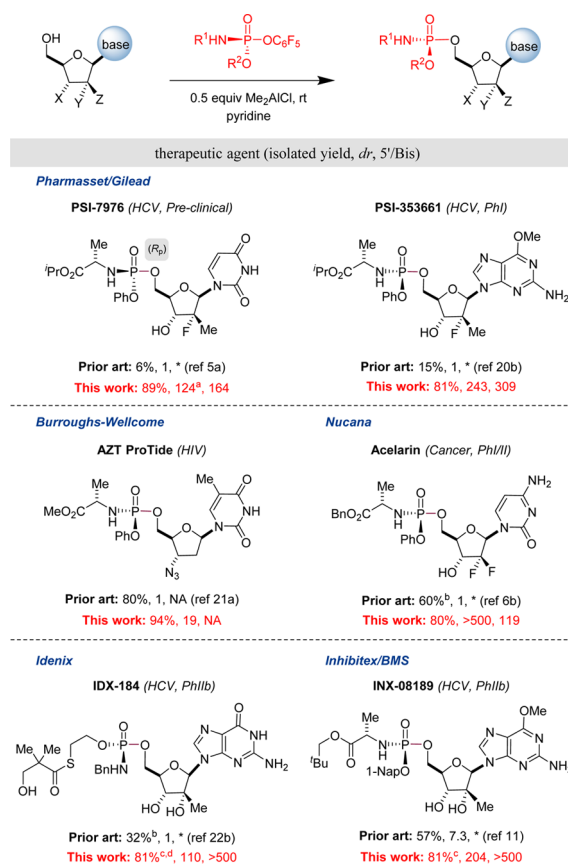 OH
base
R¹HN
O
P
OC₆F₅
R²O
O
X Y Z
0.5 equiv Me₂AlCl, rt
pyridine
R¹HN
O
P
O
R²O
base
O
X Y Z
therapeutic agent (isolated yield, dr, 5'/Bis)
Pharmasset/Gilead
PSI-7976 (HCV, Pre-clinical)
PSI-353661 (HCV, PhI)
Me
O
(Rₚ)
O
ⁱPrO₂C
N
H
P
O
PhO
O
N
NH
O
HO
F
Me
Me
O
OMe
ⁱPrO₂C
N
H
P
O
PhO
O
N
N
N
N
NH₂
HO
F
Me
Prior art: 6%, 1, * (ref 5a)
Prior art: 15%, 1, * (ref 20b)
This work: 89%, 124ᵃ, 164
This work: 81%, 243, 309
Burroughs-Wellcome
Nucana
AZT ProTide (HIV)
Acelarin (Cancer, PhI/II)
Me
O
Me
O
MeO₂C
N
H
P
O
PhO
O
N
NH
O
N₃
Me
O
NH₂
BnO₂C
N
H
P
O
PhO
O
N
N
O
HO
F
F
Prior art: 80%, 1, NA (ref 21a)
Prior art: 60%ᵇ, 1, * (ref 6b)
This work: 94%, 19, NA
This work: 80%, >500, 119
Idenix
Inhibitex/BMS
IDX-184 (HCV, PhIIb)
INX-08189 (HCV, PhIIb)
Me
Me
HO
O
S
O
O
P
O
BnHN
O
N
N
O
NH
N
NH₂
HO
HO
Me
O
ᵗBu
O
Me
N
H
O
P
O
1-NapO
O
N
N
OMe
N
N
NH₂
HO
HO
Me
Prior art: 32%ᵇ, 1, * (ref 22b)
Prior art: 57%, 7.3, * (ref 11)
This work: 81%ᶜ,ᵈ, 110, >500
This work: 81%ᶜ, 204, >500